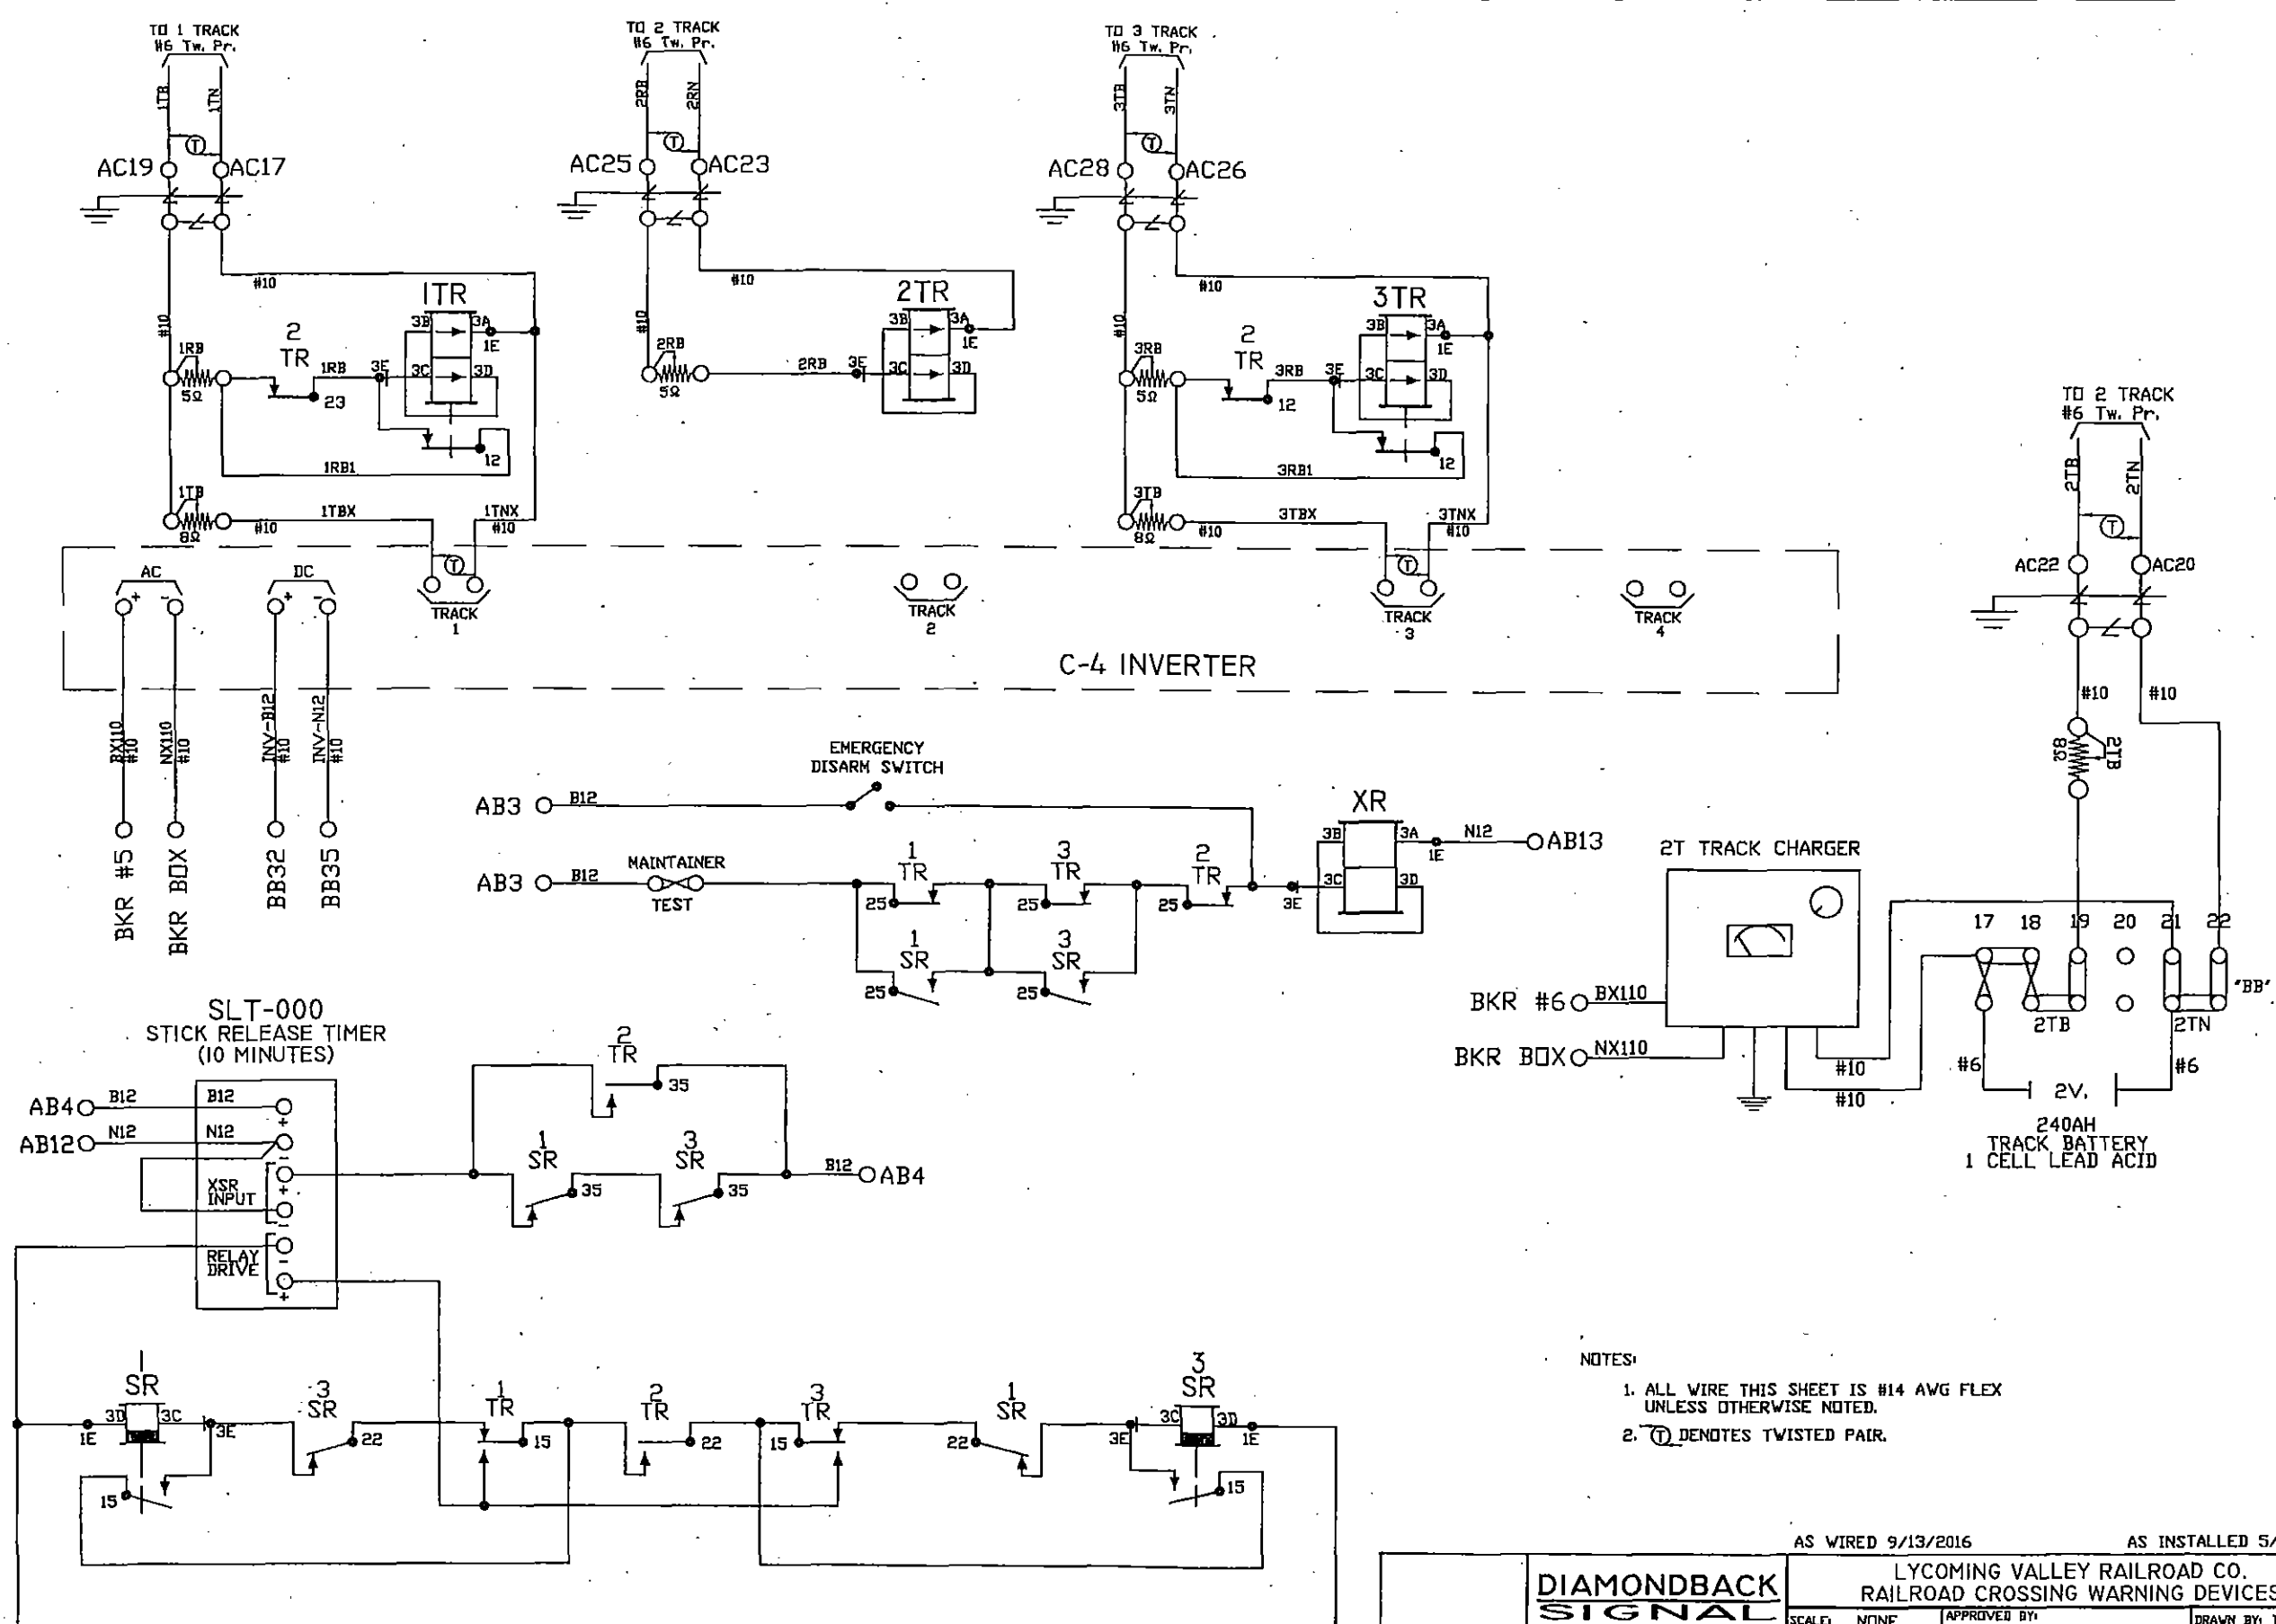 TO 1 TRACK
#6 Tw. Pr.
1TB
1TN
AC19
AC17
#10
#10
1TR
3B
3A
1E
2
TR
1RB
5Ω
1RB
23
3E
3C
3D
12
1RB1
1TB
8Ω
#10
1TBX
1TNX
#10
TO 2 TRACK
#6 Tw. Pr.
2RB
2RN
AC25
AC23
#10
#10
2TR
3B
3A
1E
2RB
5Ω
2RB
3E
3C
3D
TO 3 TRACK
#6 Tw. Pr.
3TB
3TN
AC28
AC26
#10
#10
3TR
3B
3A
1E
2
TR
3RB
5Ω
3RB
12
3E
3C
3D
12
3RB1
3TB
8Ω
#10
3TBX
3TNX
#10
T
T
T
T
T
AC
+
-
DC
+
-
TRACK
1
TRACK
2
TRACK
3
TRACK
4
C-4 INVERTER
BX110
#10
NX110
#10
INV-B12
#10
INV-N12
#10
BKR #5
BKR BOX
BB32
BB35
TO 2 TRACK
#6 Tw. Pr.
2TB
2TN
T
AC22
AC20
#10
#10
8Ω
2TB
EMERGENCY
DISARM SWITCH
AB3
B12
AB3
B12
MAINTAINER
TEST
1
TR
25
3
TR
25
2
TR
25
1
SR
25
3
SR
25
3E
XR
3B
3A
1E
N12
AB13
3C
3D
2T TRACK CHARGER
BKR #6
BX110
BKR BOX
NX110
#10
#10
17 18 19 20 21 22
"BB"
2TB
2TN
#6
#6
2V.
240AH
TRACK BATTERY
1 CELL LEAD ACID
SLT-000
STICK RELEASE TIMER
(10 MINUTES)
AB4
B12
B12
+
AB12
N12
N12
-
XSR
INPUT
+
-
RELAY
DRIVE
-
+
2
TR
35
1
SR
35
3
SR
35
B12
AB4
SR
3D
3C
1E
3E
15
3
SR
22
1
TR
15
2
TR
22
3
TR
15
1
SR
22
3E
3
SR
3C
3D
1E
15
NOTES:
1. ALL WIRE THIS SHEET IS #14 AWG FLEX
UNLESS OTHERWISE NOTED.
2. T DENOTES TWISTED PAIR.
AS WIRED 9/13/2016
AS INSTALLED 5/
DIAMONDBACK
SIGNAL
LYCOMING VALLEY RAILROAD CO.
RAILROAD CROSSING WARNING DEVICES
SCALE: NONE
APPROVED BY:
DRAWN BY: